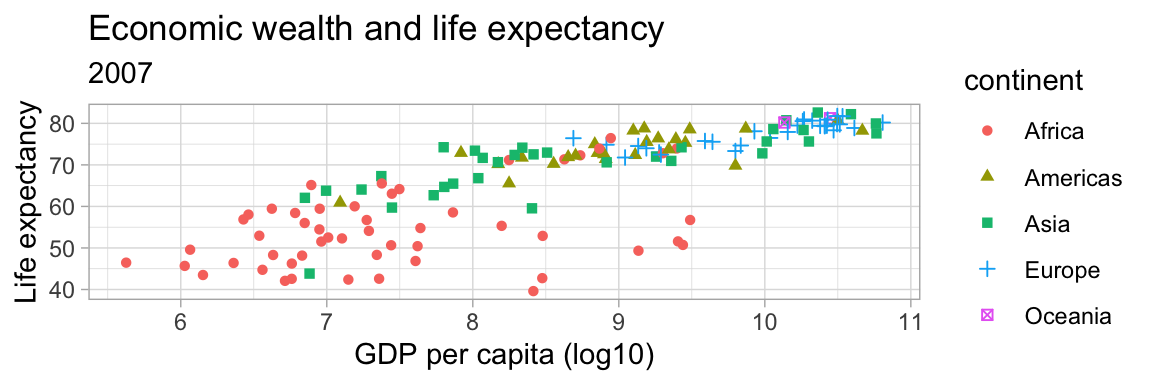 Economic wealth and life expectancy
2007
Life expectancy
80
70
60
50
40
6 7 8 9 10 11
GDP per capita (log10)
continent
Africa
Americas
Asia
Europe
Oceania